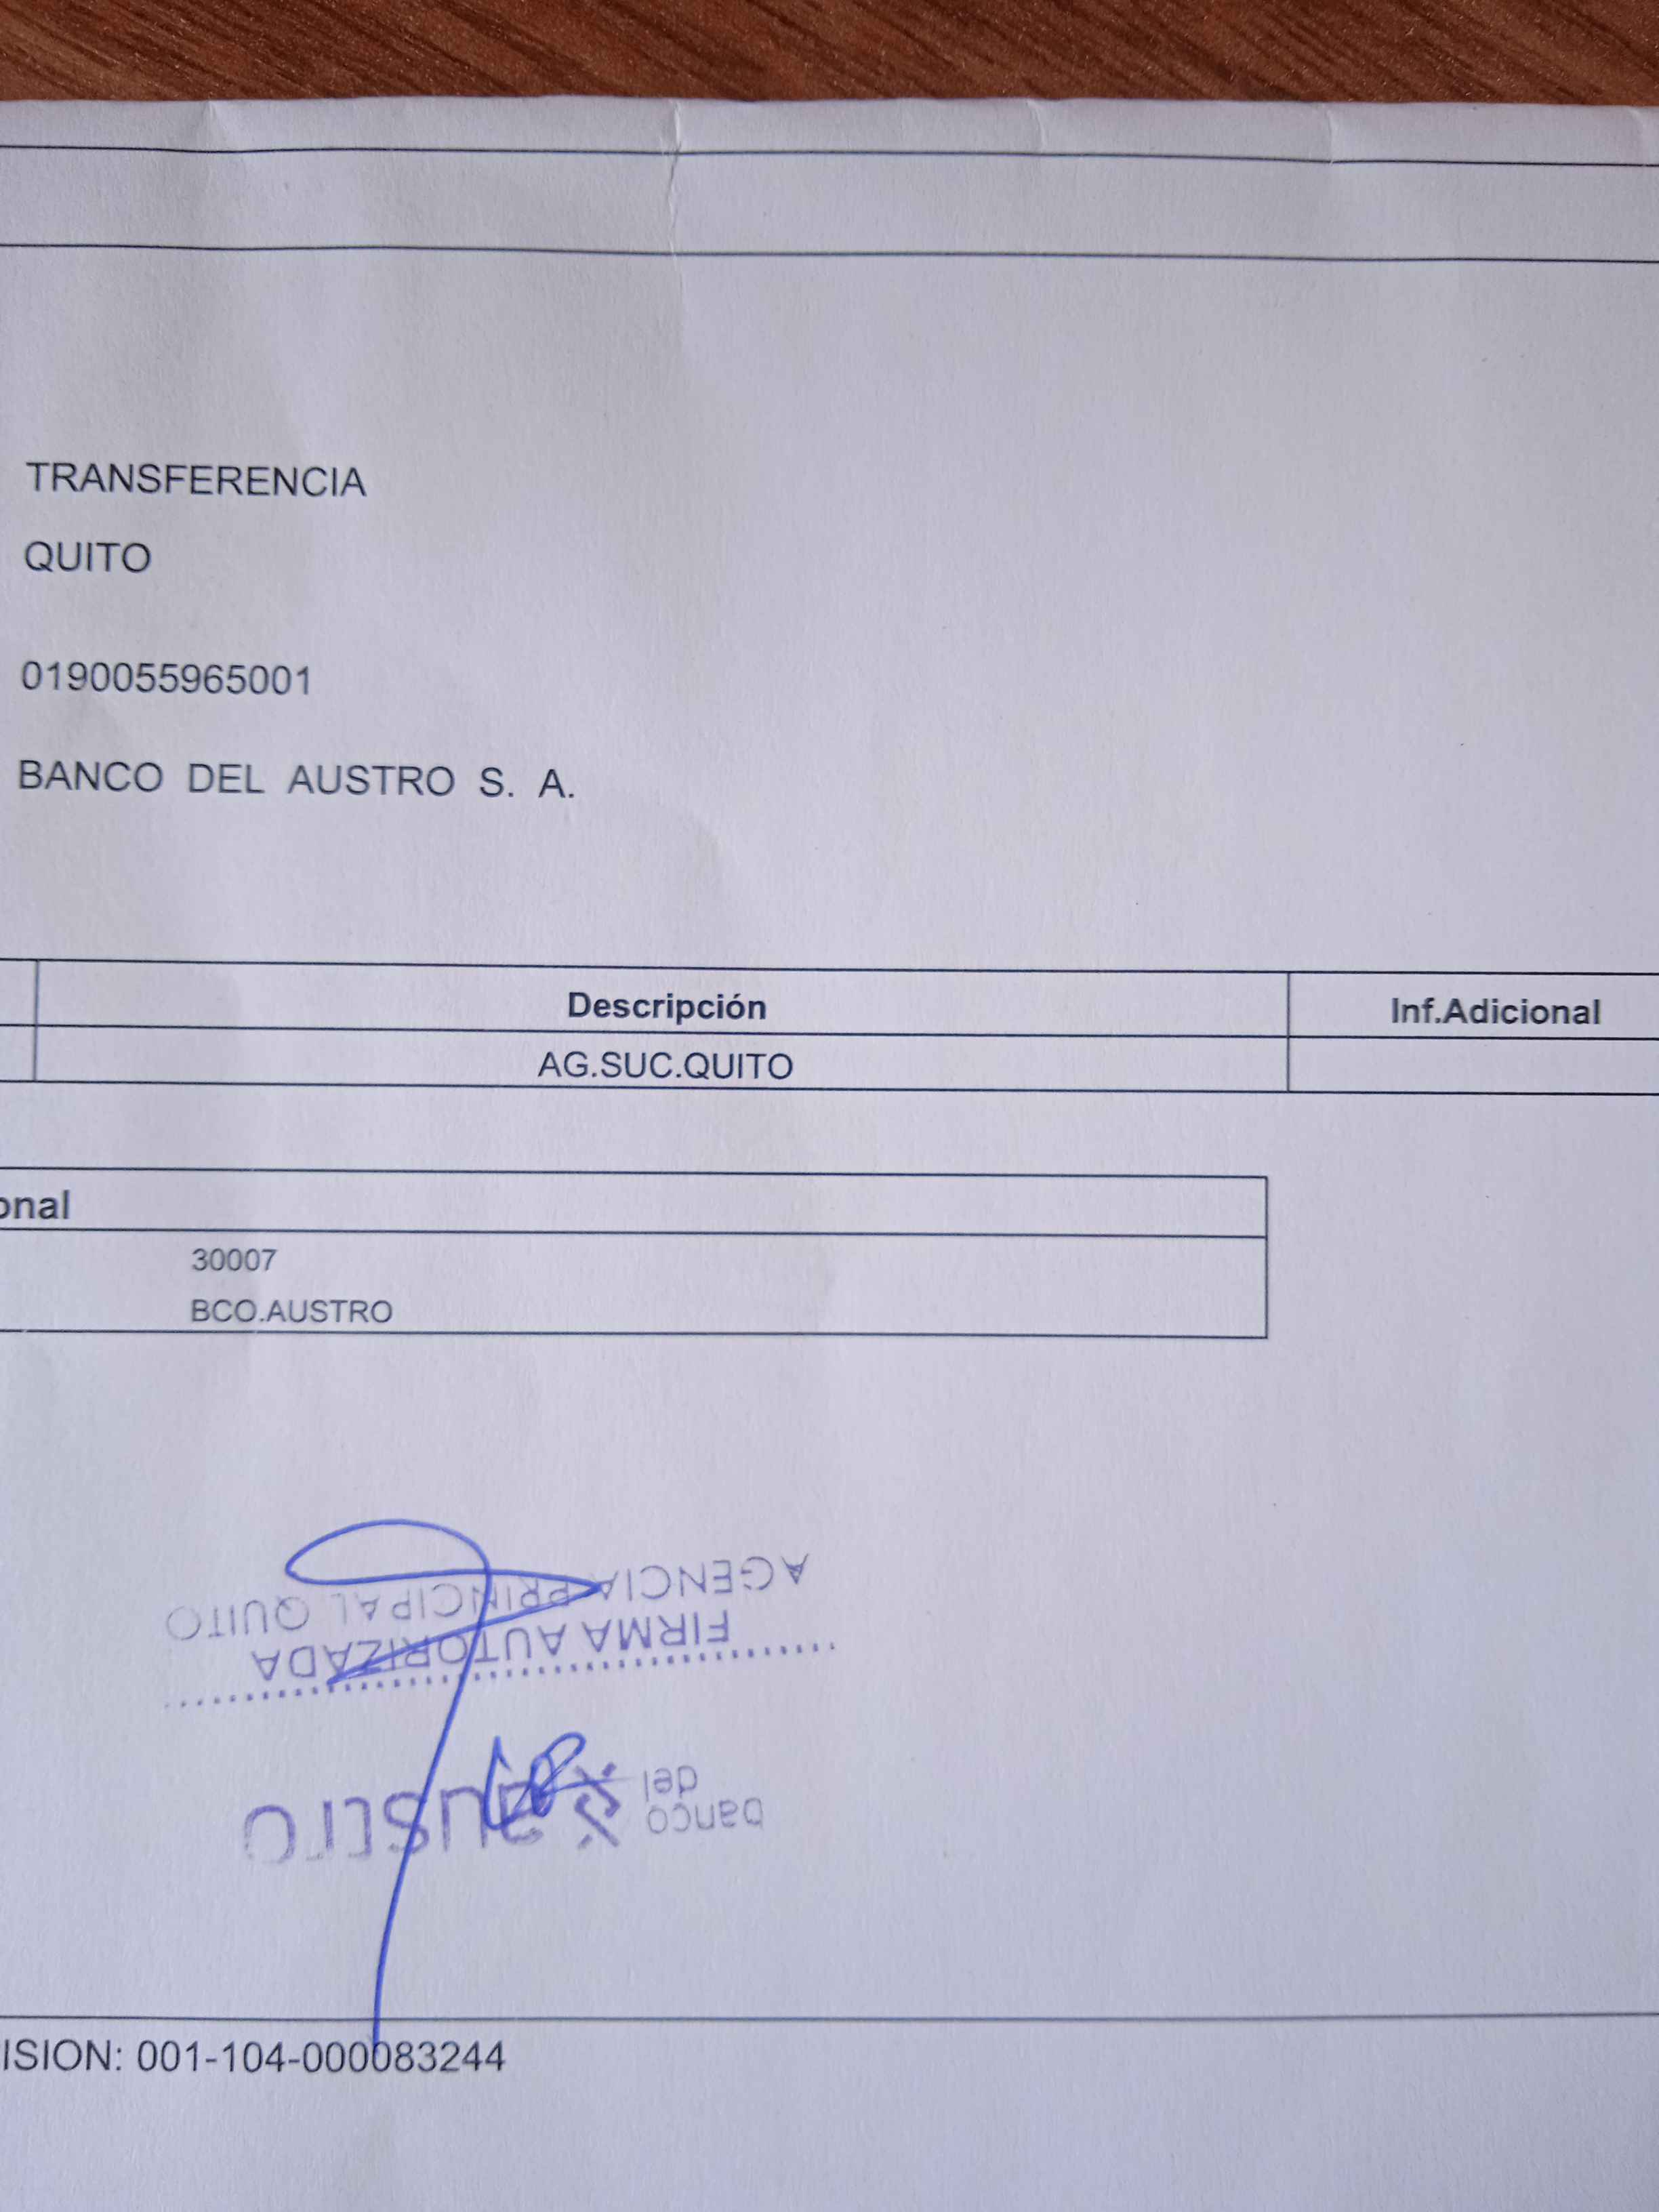 TRANSFERENCIA
QUITO
0190055965001
BANCO DEL AUSTRO S. A.
Descripción Inf.Adicional
AG.SUC.QUITO
onal
30007
BCO.AUSTRO
banco del austro
FIRMA AUTORIZADA
AGENCIA PRINCIPAL QUITO
ISION: 001-104-000083244